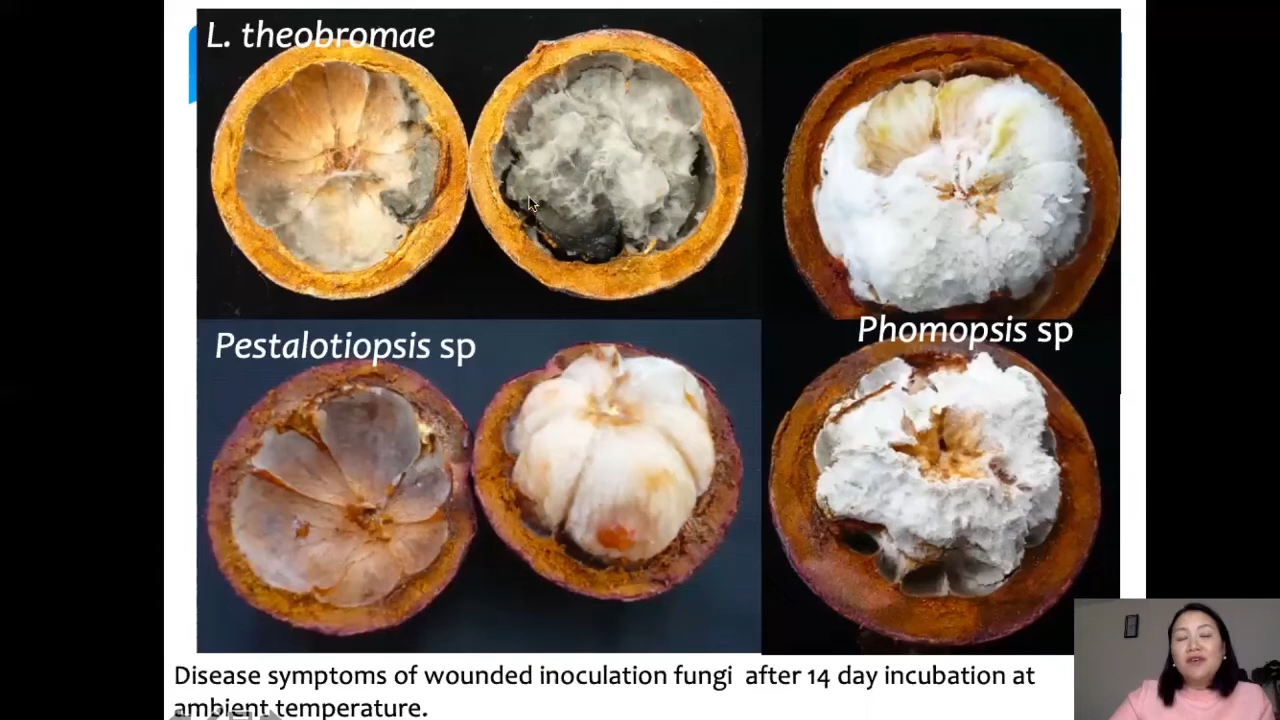 L. theobromae
Pestalotiopsis sp
Phomopsis sp
Disease symptoms of wounded inoculation fungi after 14 day incubation at
ambient temperature.